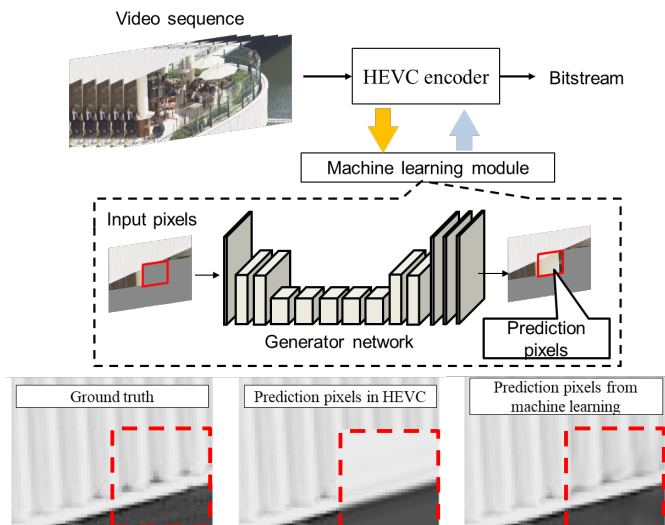 Video sequence
HEVC encoder
Bitstream
Machine learning module
Input pixels
Generator network
Prediction
pixels
Ground truth
Prediction pixels in HEVC
Prediction pixels from
machine learning